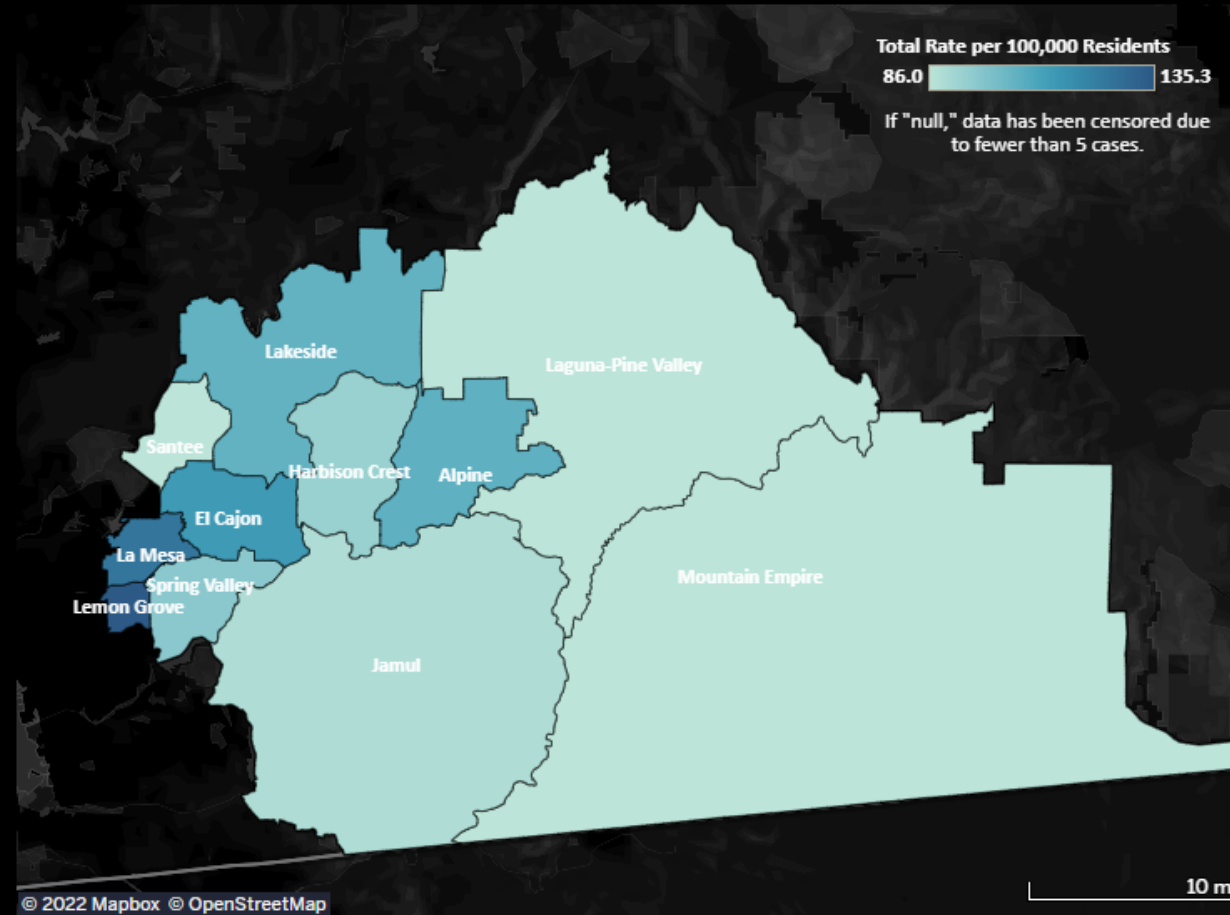 Total Rate per 100,000 Residents
86.0 135.3
If "null," data has been censored due
to fewer than 5 cases.
Lakeside
Laguna-Pine Valley
Santee
Harbison Crest
Alpine
El Cajon
La Mesa
Spring Valley
Lemon Grove
Mountain Empire
Jamul
10 m
© 2022 Mapbox © OpenStreetMap